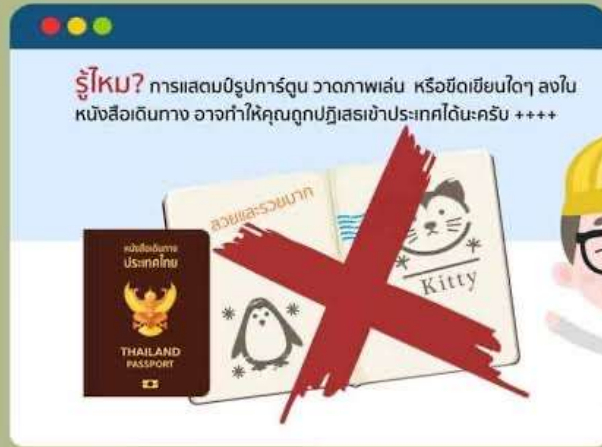 รู้ไหม? การแสตมป์รูปการ์ตูน วาดภาพเล่น หรือขีดเขียนใดๆ ลงใน
หนังสือเดินทาง อาจทำให้คุณถูกปฏิเสธเข้าประเทศได้นะครับ ++++
สวยและรวยมาก
Kitty
หนังสือเดินทาง
ประเทศไทย
THAILAND
PASSPORT